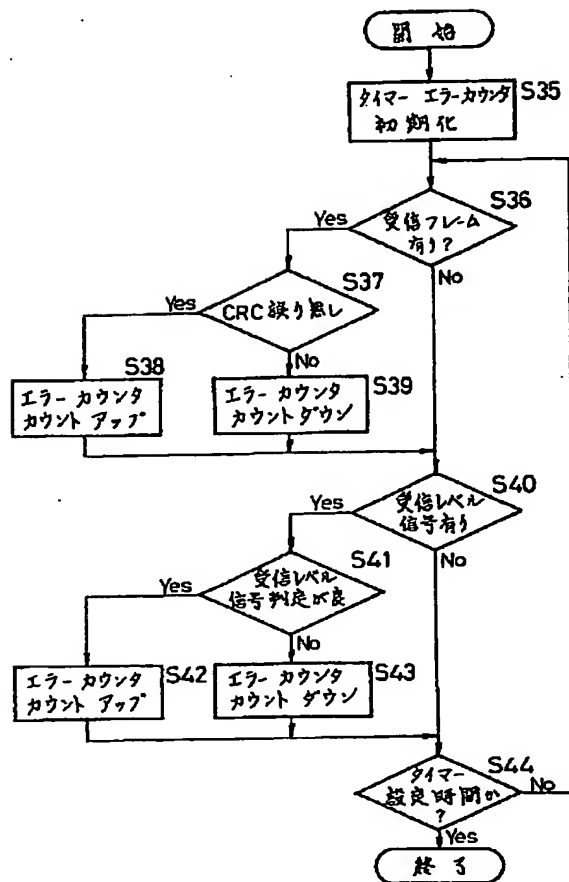 開始
タイマー エラーカウンタ
初期化
S35
S36
受信フレーム
有り?
Yes
No
S37
CRC誤り無し
Yes
No
S38
エラーカウンタ
カウントアップ
S39
エラーカウンタ
カウントダウン
S40
受信レベル
信号有り
Yes
No
S41
受信レベル
信号判定が良
Yes
No
S42
エラーカウンタ
カウントアップ
S43
エラーカウンタ
カウントダウン
S44
タイマー
設定時間か
?
No
Yes
終了